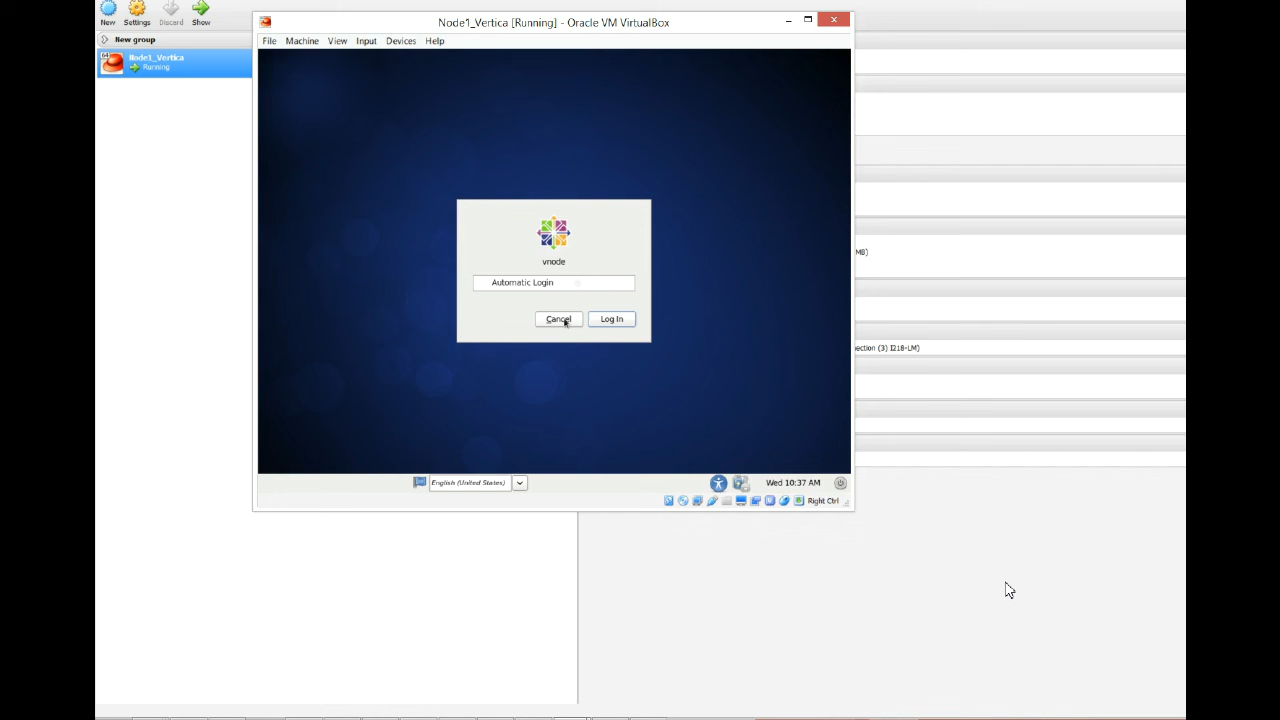 New Settings Discard Show
New group
64
Node1_Vertica
Running
Node1_Vertica [Running] - Oracle VM VirtualBox
File Machine View Input Devices Help
vnode
Automatic Login
Cancel Log In
English (United States)
Wed 10:37 AM
Right Ctrl
MB)
ection (3) I218-LM)